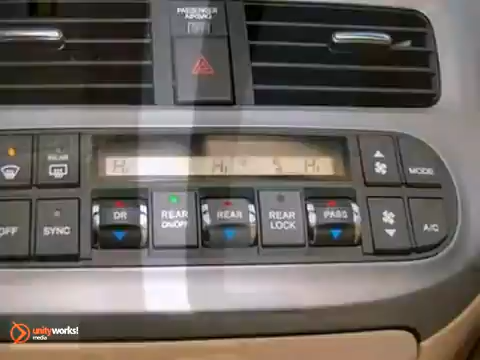 PASSENGER
AIRBAG
REAR
Hi Hi 5 Hi
MODE
OFF
SYNC
DR
REAR
ON/OFF
REAR
REAR
LOCK
PASS
A/C
unityworks!
media